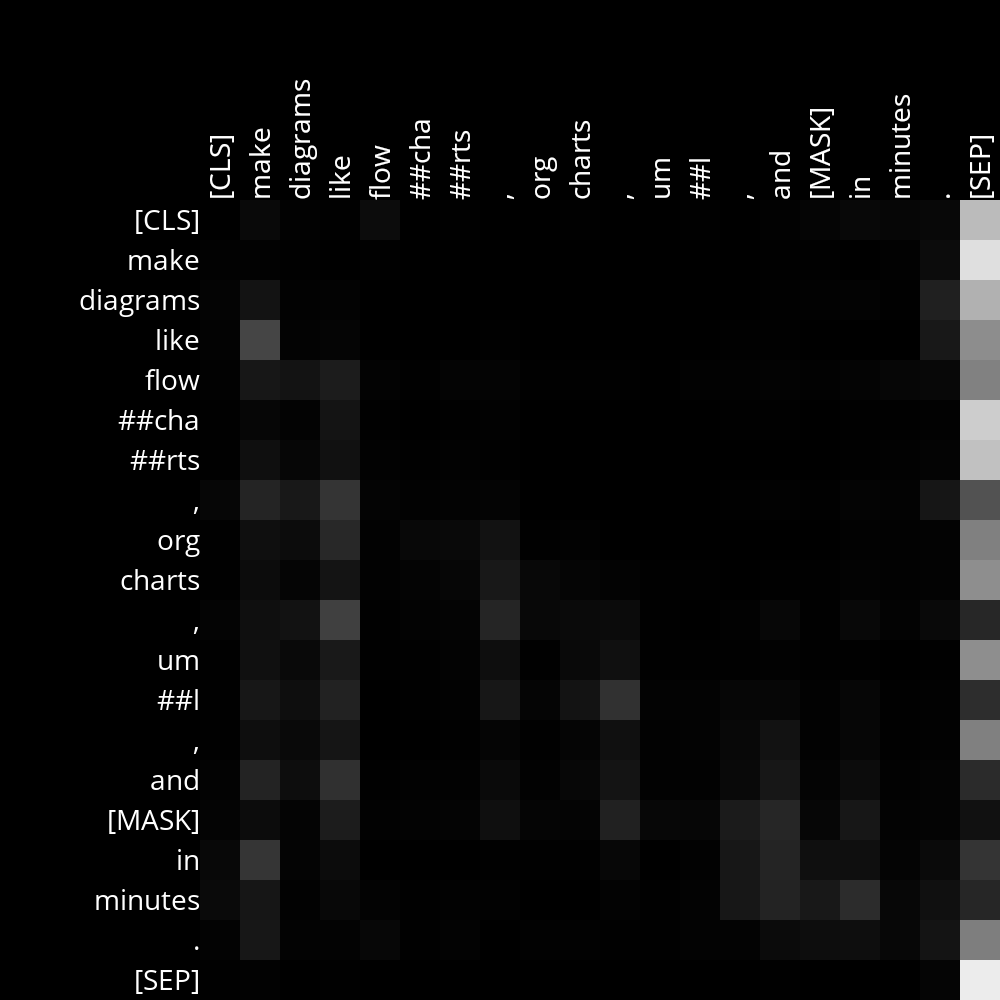 [CLS] make diagrams like flow ##cha ##rts , org charts , um ##l , and [MASK] in minutes . [SEP]
[CLS]
make
diagrams
like
flow
##cha
##rts
,
org
charts
,
um
##l
,
and
[MASK]
in
minutes
.
[SEP]